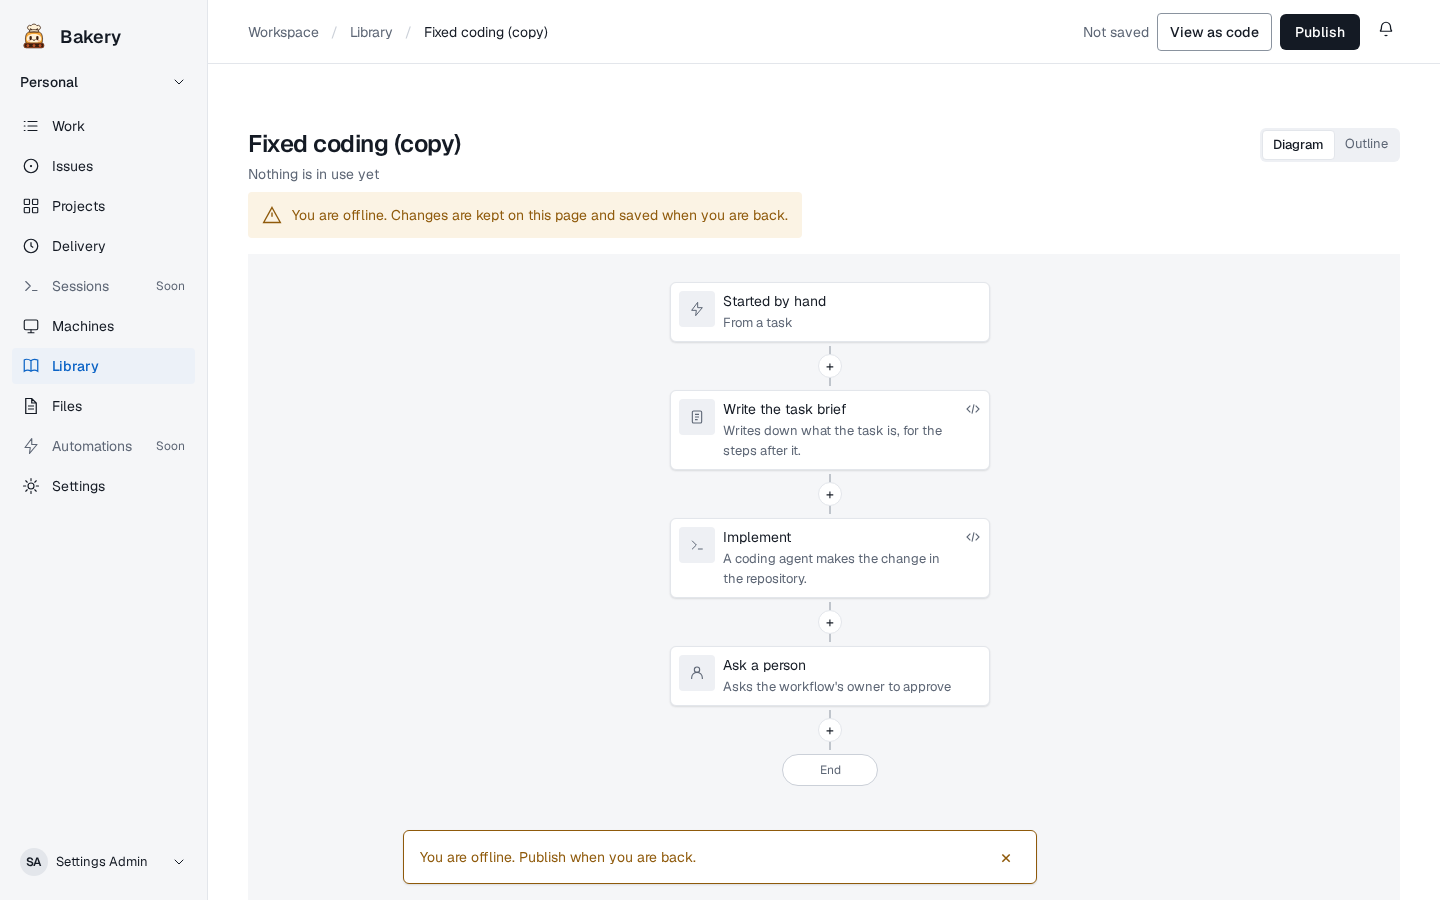 Bakery
Workspace / Library / Fixed coding (copy)
Not saved
View as code
Publish
Personal
Work
Issues
Projects
Delivery
Sessions Soon
Machines
Library
Files
Automations Soon
Settings
SA Settings Admin
Fixed coding (copy)
Diagram
Outline
Nothing is in use yet
You are offline. Changes are kept on this page and saved when you are back.
Started by hand
From a task
+
Write the task brief
Writes down what the task is, for the
steps after it.
+
Implement
A coding agent makes the change in
the repository.
+
Ask a person
Asks the workflow's owner to approve
+
End
You are offline. Publish when you are back.